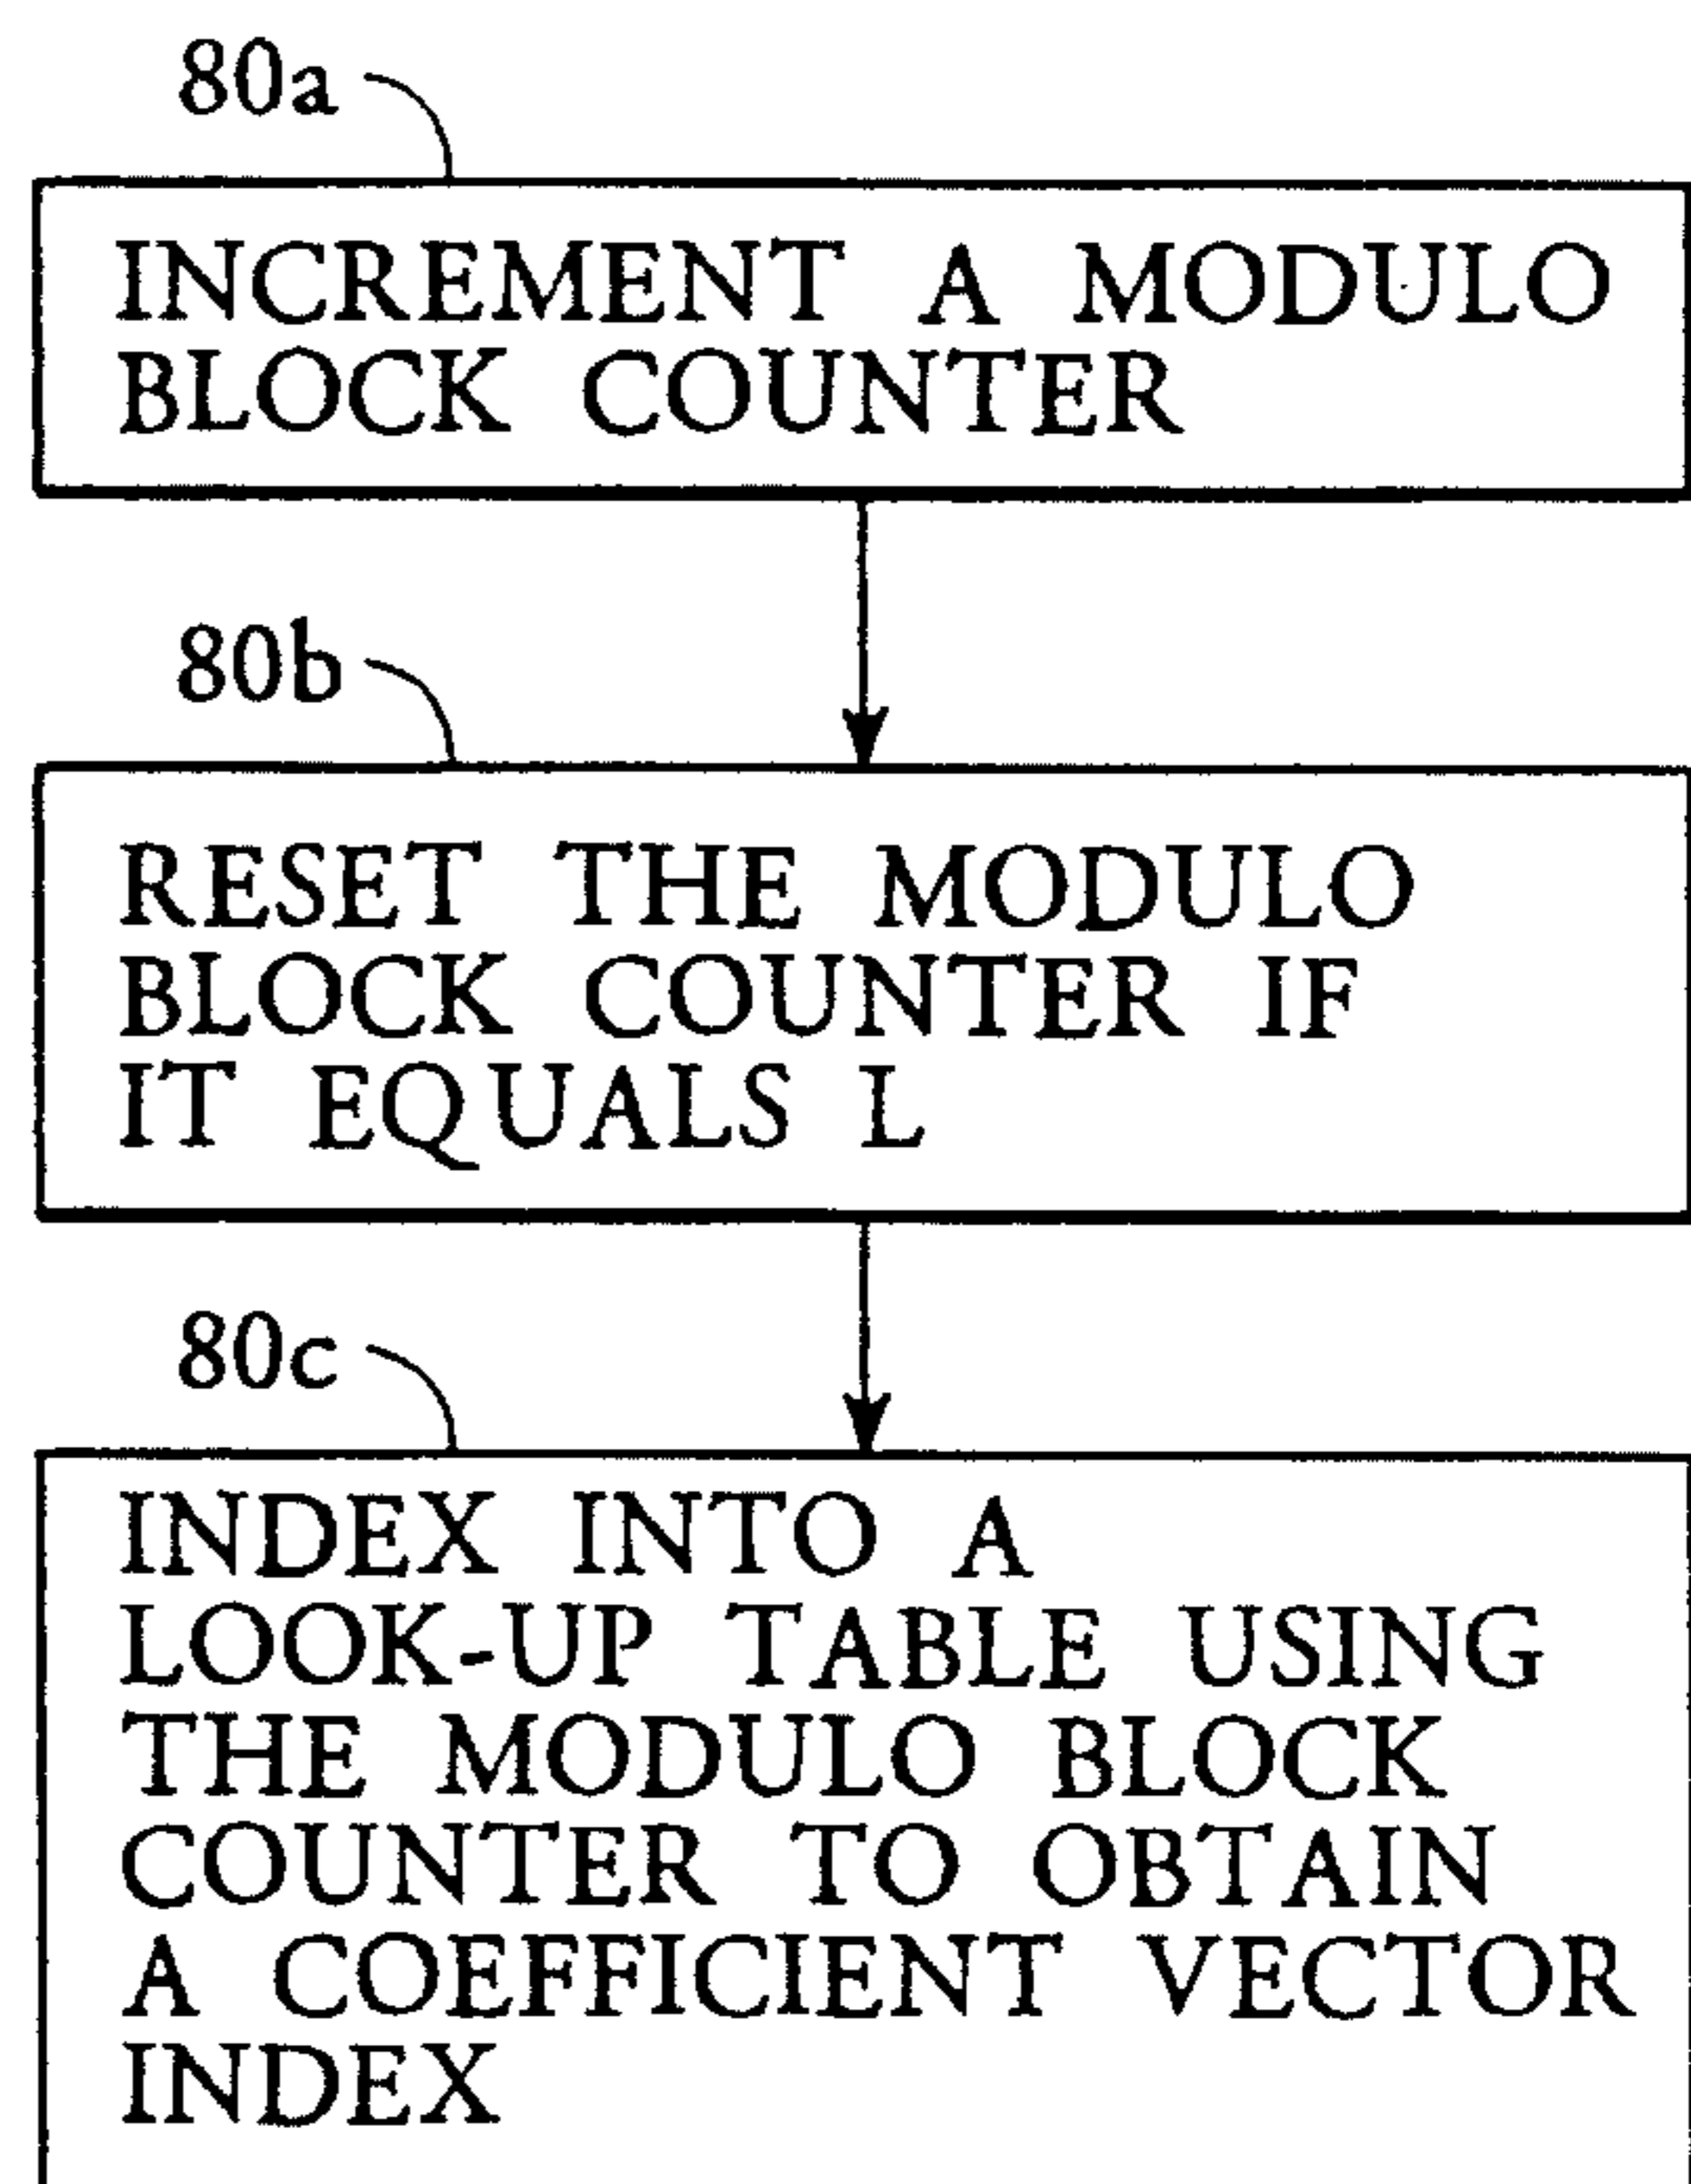 80a
INCREMENT A MODULO
BLOCK COUNTER
80b
RESET THE MODULO
BLOCK COUNTER IF
IT EQUALS L
80c
INDEX INTO A
LOOK-UP TABLE USING
THE MODULO BLOCK
COUNTER TO OBTAIN
A COEFFICIENT VECTOR
INDEX